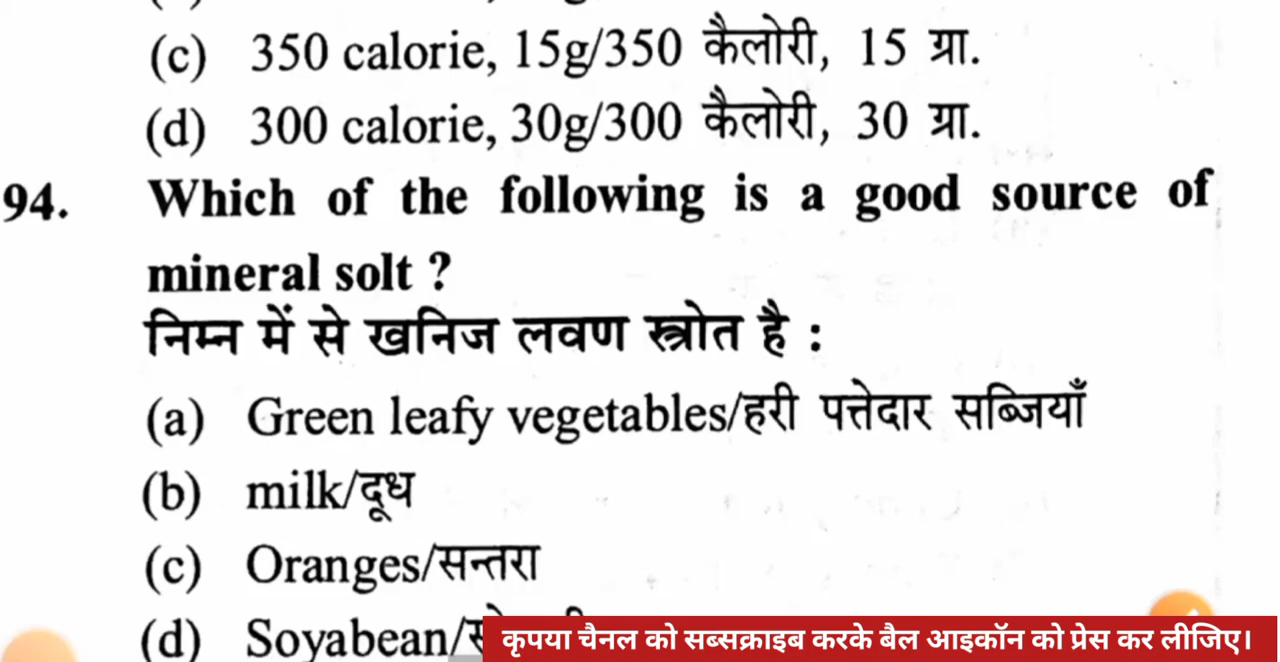 (c) 350 calorie, 15g/350 कैलोरी, 15 ग्रा.
(d) 300 calorie, 30g/300 कैलोरी, 30 ग्रा.
94. Which of the following is a good source of
mineral solt ?
निम्न में से खनिज लवण स्त्रोत है :
(a) Green leafy vegetables/हरी पत्तेदार सब्जियाँ
(b) milk/दूध
(c) Oranges/सन्तरा
(d) Soyabean/
कृपया चैनल को सब्सक्राइब करके बैल आइकॉन को प्रेस कर लीजिए।